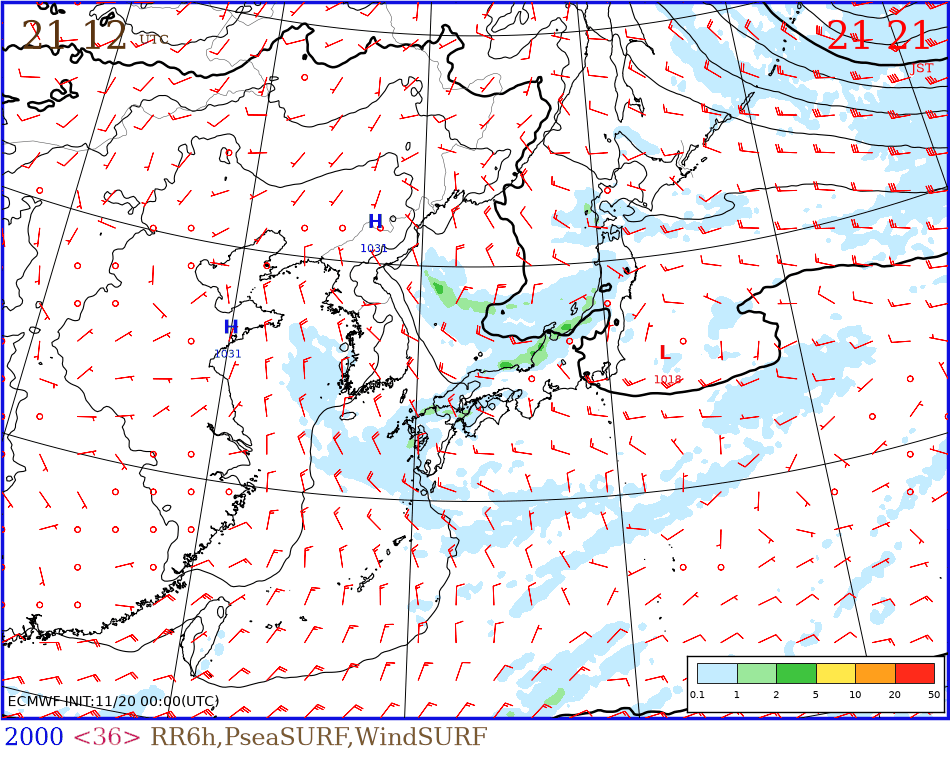 21 12 UTC
21 21
JST
H
1031
H
1031
L
1018
0.1 1 2 5 10 20 50
ECMWF INIT:11/20 00:00(UTC)
2000 <36> RR6h,PseaSURF,WindSURF